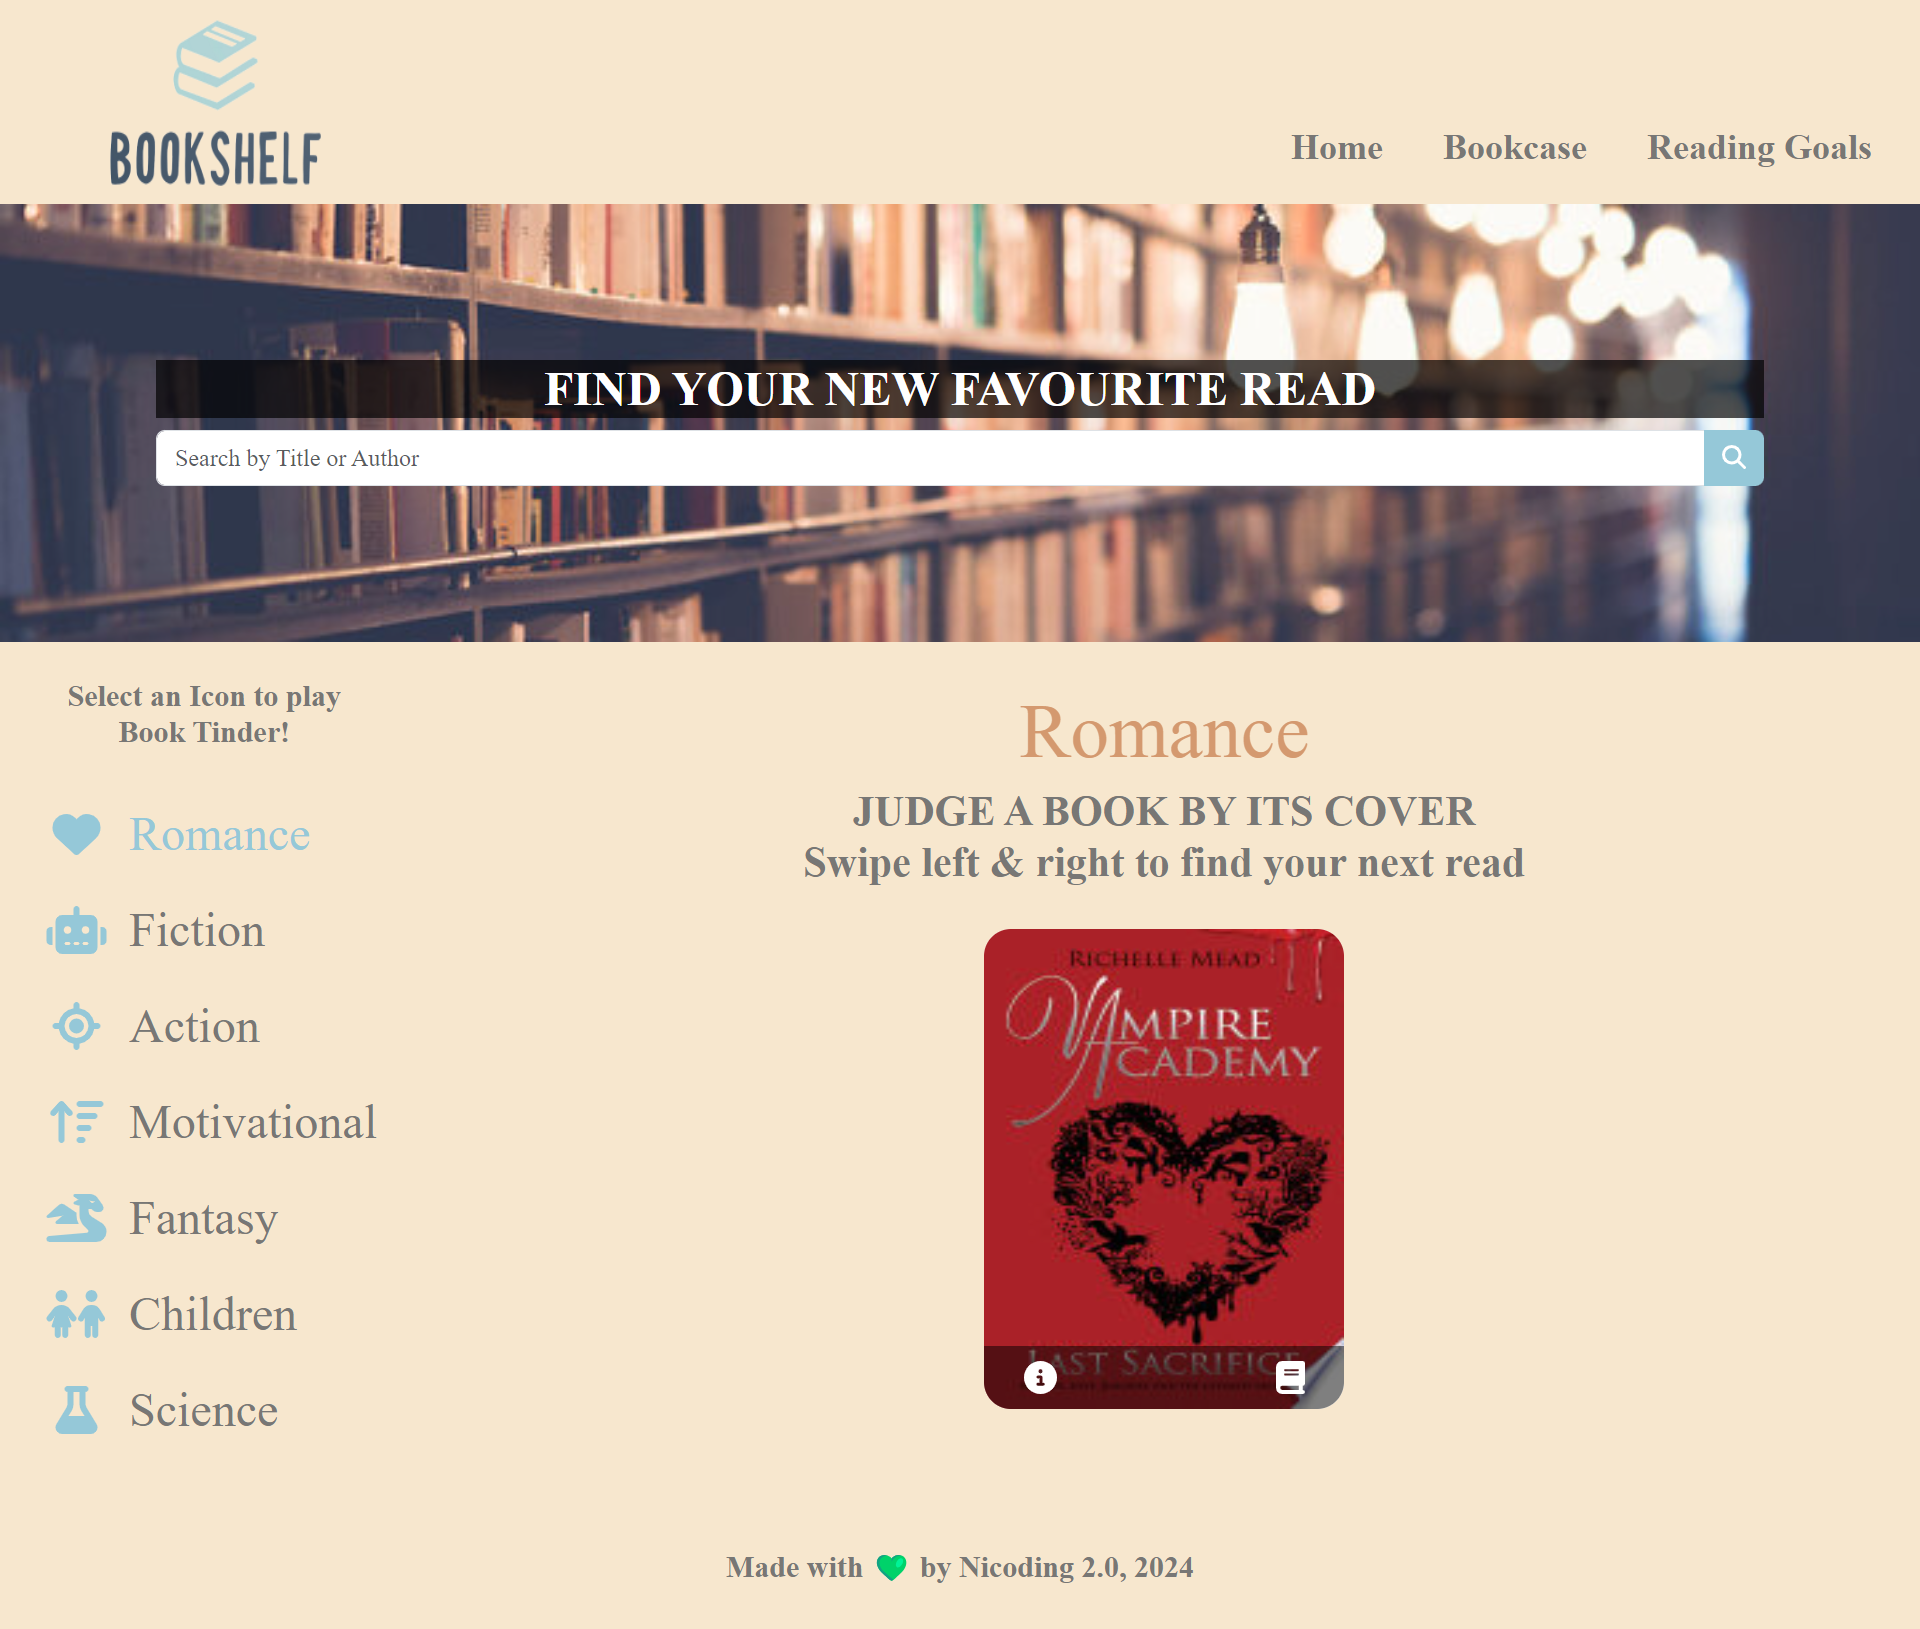 BOOKSHELF
Home Bookcase Reading Goals
FIND YOUR NEW FAVOURITE READ
Search by Title or Author
Select an Icon to play
Book Tinder!
Romance
Fiction
Action
Motivational
Fantasy
Children
Science
Romance
JUDGE A BOOK BY ITS COVER
Swipe left & right to find your next read
RICHELLE MEAD
VAMPIRE
ACADEMY
LAST SACRIFICE
Made with 💚 by Nicoding 2.0, 2024